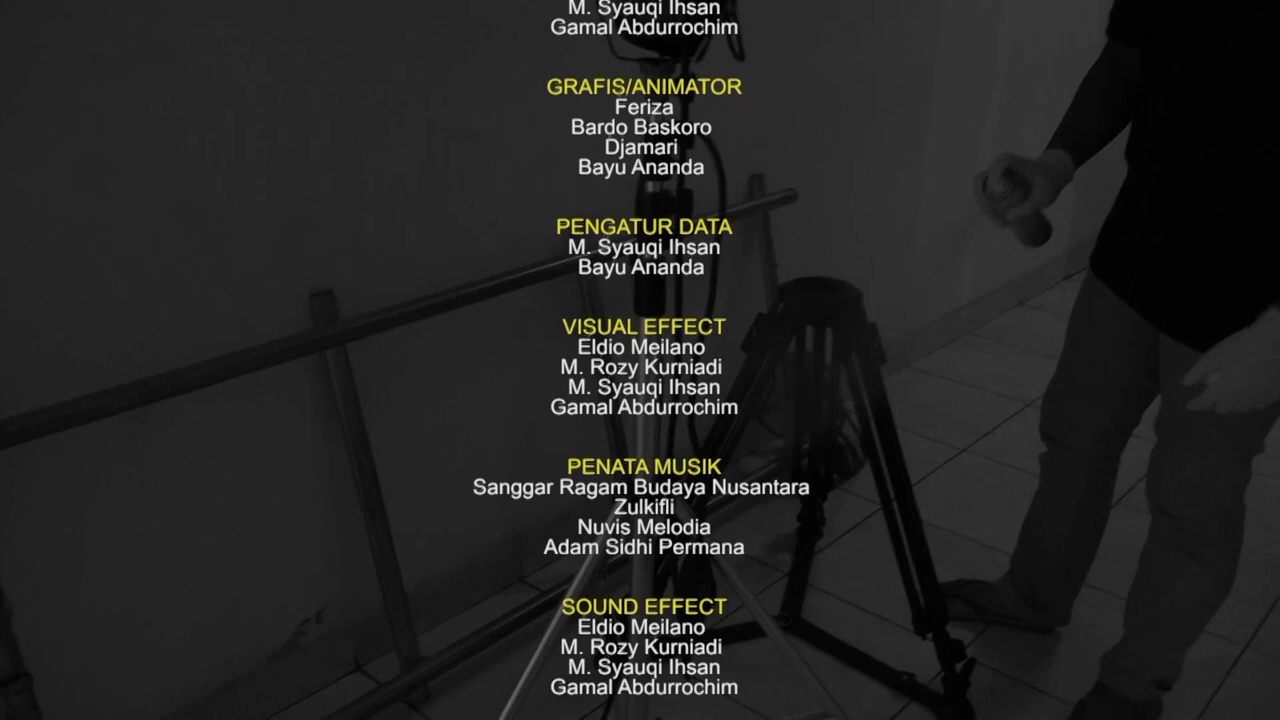 M. Syauqi Ihsan
Gamal Abdurrochim
GRAFIS/ANIMATOR
Feriza
Bardo Baskoro
Djamari
Bayu Ananda
PENGATUR DATA
M. Syauqi Ihsan
Bayu Ananda
VISUAL EFFECT
Eldio Meilano
M. Rozy Kurniadi
M. Syauqi Ihsan
Gamal Abdurrochim
PENATA MUSIK
Sanggar Ragam Budaya Nusantara
Zulkifli
Nuvis Melodia
Adam Sidhi Permana
SOUND EFFECT
Eldio Meilano
M. Rozy Kurniadi
M. Syauqi Ihsan
Gamal Abdurrochim